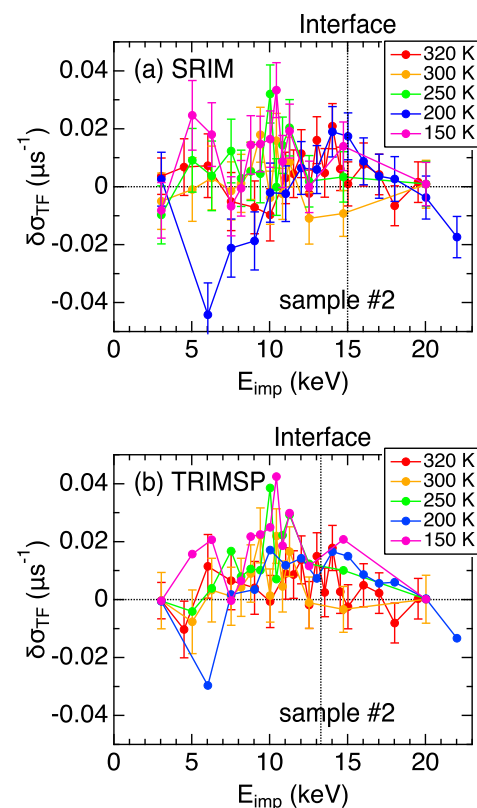 Interface
(a) SRIM
320 K
300 K
250 K
200 K
150 K
0.04
0.02
0
-0.02
-0.04
δσTF (µs-1)
sample #2
0 5 10 15 20
Eimp (keV)
Interface
(b) TRIMSP
320 K
300 K
250 K
200 K
150 K
0.04
0.02
0
-0.02
-0.04
δσTF (µs-1)
sample #2
0 5 10 15 20
Eimp (keV)